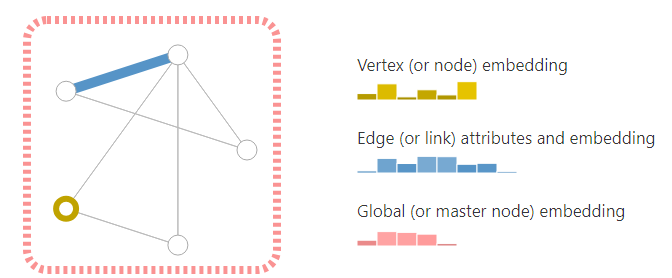 Vertex (or node) embedding
Edge (or link) attributes and embedding
Global (or master node) embedding